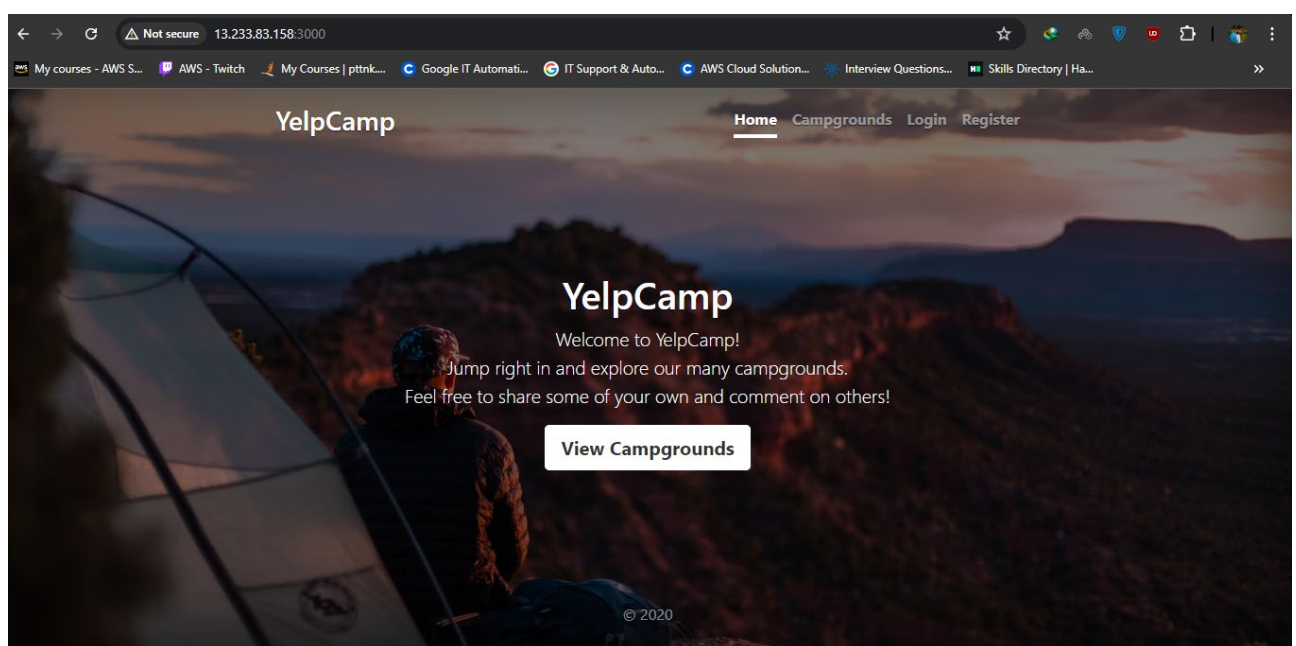 Not secure 13.233.83.158:3000
aws My courses - AWS S... AWS - Twitch My Courses | pttnk.... Google IT Automati... IT Support & Auto... AWS Cloud Solution... Interview Questions... Skills Directory | Ha... »
YelpCamp Home Campgrounds Login Register
YelpCamp
Welcome to YelpCamp!
Jump right in and explore our many campgrounds.
Feel free to share some of your own and comment on others!
View Campgrounds
© 2020